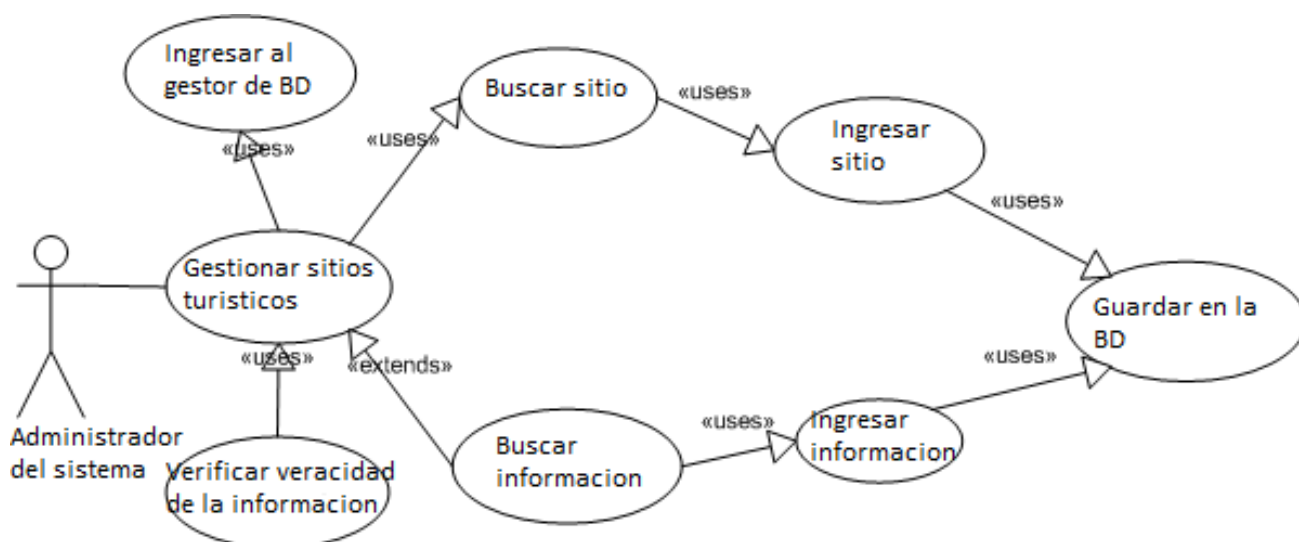 Ingresar al
gestor de BD
Buscar sitio
«uses»
Ingresar
sitio
«uses»
«uses»
«uses»
Gestionar sitios
turisticos
Guardar en la
BD
«uses»
«extends»
«uses»
Administrador
del sistema
Verificar veracidad
de la informacion
Buscar
informacion
«uses»
Ingresar
informacion